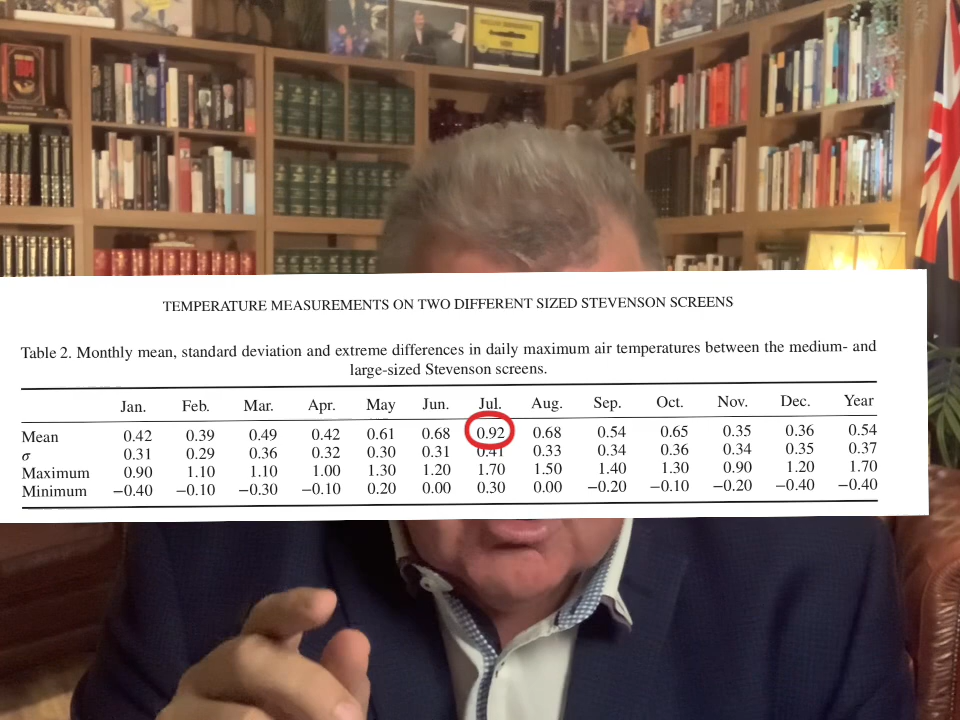 TEMPERATURE MEASUREMENTS ON TWO DIFFERENT SIZED STEVENSON SCREENS
Table 2. Monthly mean, standard deviation and extreme differences in daily maximum air temperatures between the medium- and
large-sized Stevenson screens.
Jan. Feb. Mar. Apr. May Jun. Jul. Aug. Sep. Oct. Nov. Dec. Year
Mean 0.42 0.39 0.49 0.42 0.61 0.68 0.92 0.68 0.54 0.65 0.35 0.36 0.54
σ 0.31 0.29 0.36 0.32 0.30 0.31 0.41 0.33 0.34 0.36 0.34 0.35 0.37
Maximum 0.90 1.10 1.10 1.00 1.30 1.20 1.70 1.50 1.40 1.30 0.90 1.20 1.70
Minimum −0.40 −0.10 −0.30 −0.10 0.20 0.00 0.30 0.00 −0.20 −0.10 −0.20 −0.40 −0.40